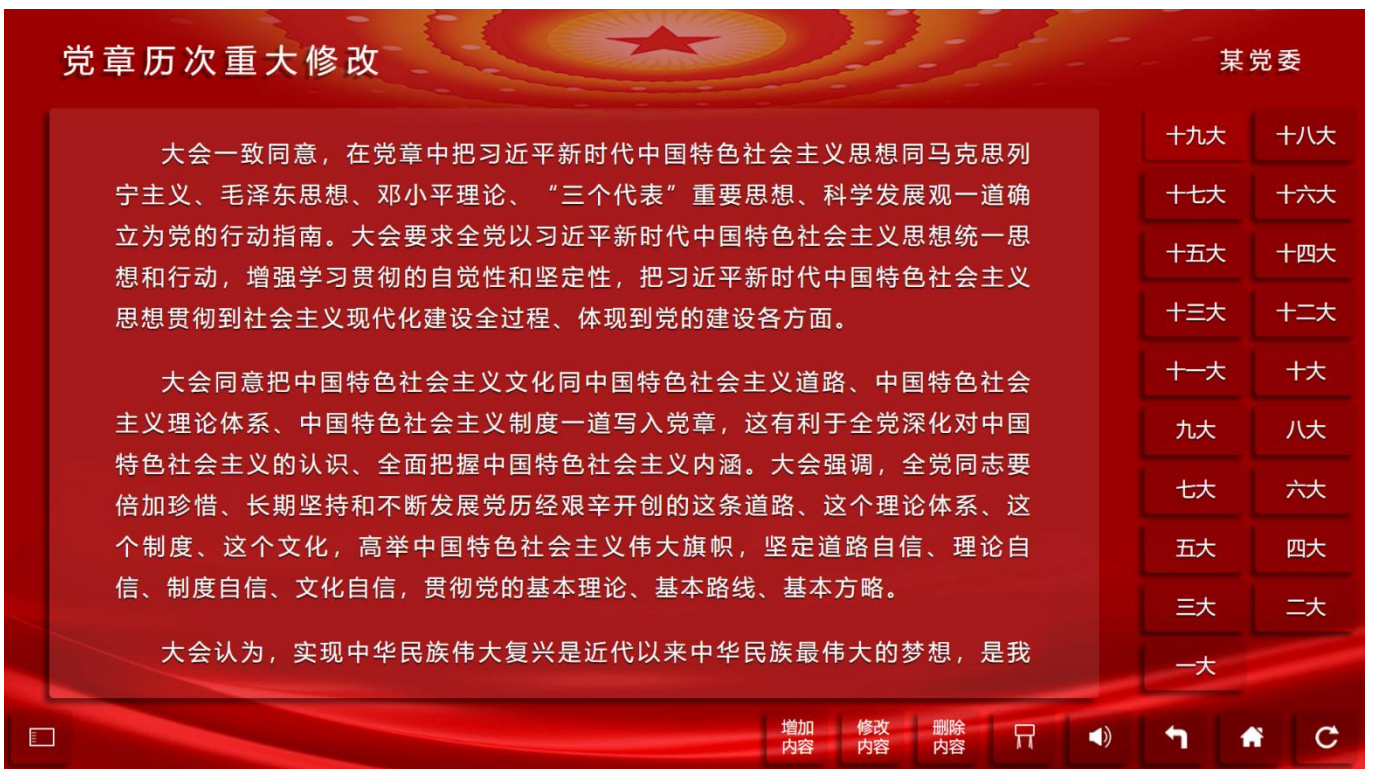 党章历次重大修改
某党委
大会一致同意，在党章中把习近平新时代中国特色社会主义思想同马克思列
宁主义、毛泽东思想、邓小平理论、“三个代表”重要思想、科学发展观一道确
立为党的行动指南。大会要求全党以习近平新时代中国特色社会主义思想统一思
想和行动，增强学习贯彻的自觉性和坚定性，把习近平新时代中国特色社会主义
思想贯彻到社会主义现代化建设全过程、体现到党的建设各方面。
大会同意把中国特色社会主义文化同中国特色社会主义道路、中国特色社会
主义理论体系、中国特色社会主义制度一道写入党章，这有利于全党深化对中国
特色社会主义的认识、全面把握中国特色社会主义内涵。大会强调，全党同志要
倍加珍惜、长期坚持和不断发展党历经艰辛开创的这条道路、这个理论体系、这
个制度、这个文化，高举中国特色社会主义伟大旗帜，坚定道路自信、理论自
信、制度自信、文化自信，贯彻党的基本理论、基本路线、基本方略。
大会认为，实现中华民族伟大复兴是近代以来中华民族最伟大的梦想，是我
十九大 十八大
十七大 十六大
十五大 十四大
十三大 十二大
十一大 十大
九大 八大
七大 六大
五大 四大
三大 二大
一大
增加 修改 删除
内容 内容 内容